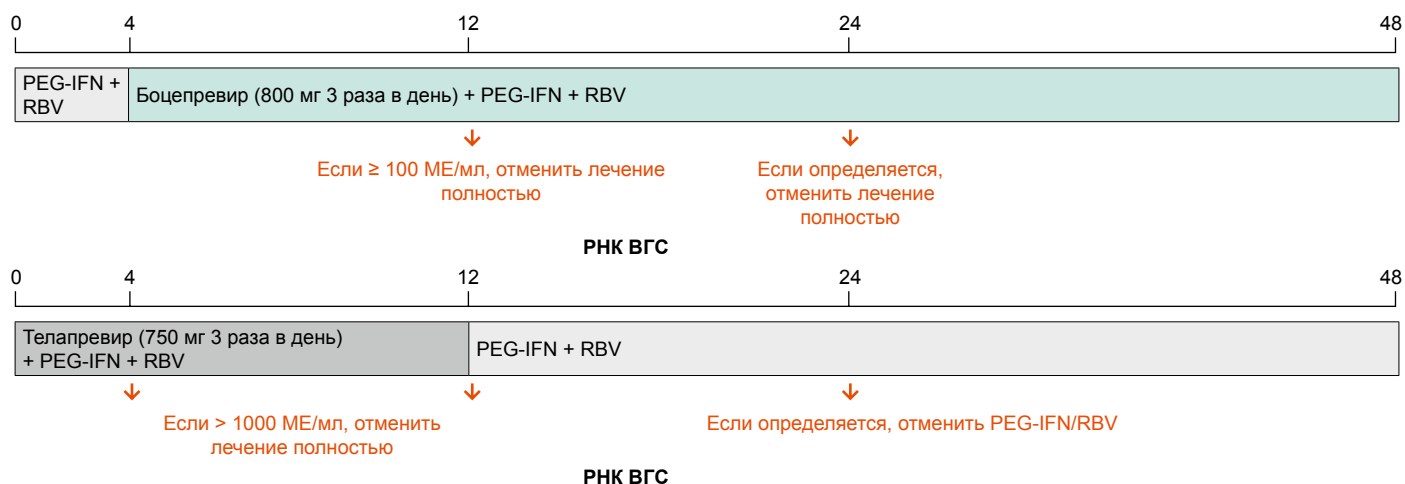 0 4 12 24 48
PEG-IFN +
RBV
Боцепревир (800 мг 3 раза в день) + PEG-IFN + RBV
Если ≥ 100 МЕ/мл, отменить лечение
полностью
Если определяется,
отменить лечение
полностью
РНК ВГС
0 4 12 24 48
Телапревир (750 мг 3 раза в день)
+ PEG-IFN + RBV
PEG-IFN + RBV
Если > 1000 МЕ/мл, отменить
лечение полностью
Если определяется, отменить PEG-IFN/RBV
РНК ВГС